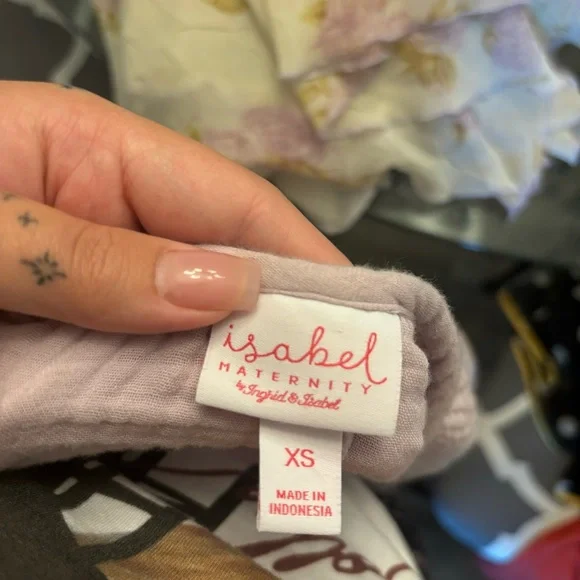 isabel
MATERNITY
by Ingrid & Isabel
XS
MADE IN
INDONESIA